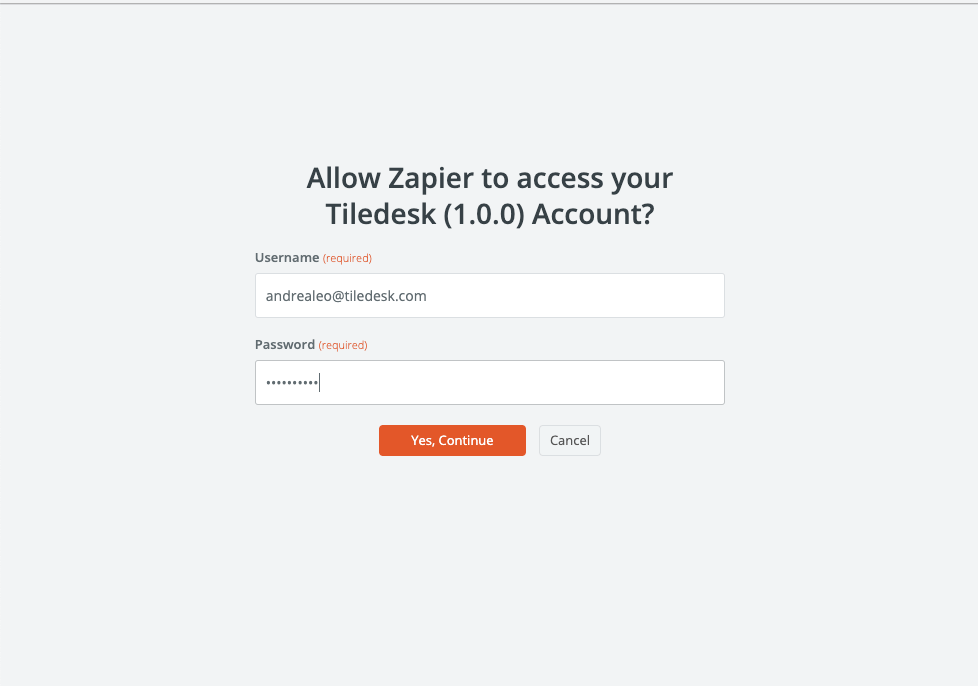 Allow Zapier to access your
Tiledesk (1.0.0) Account?
Username (required)
andrealeo@tiledesk.com
Password (required)
••••••••••
Yes, Continue
Cancel